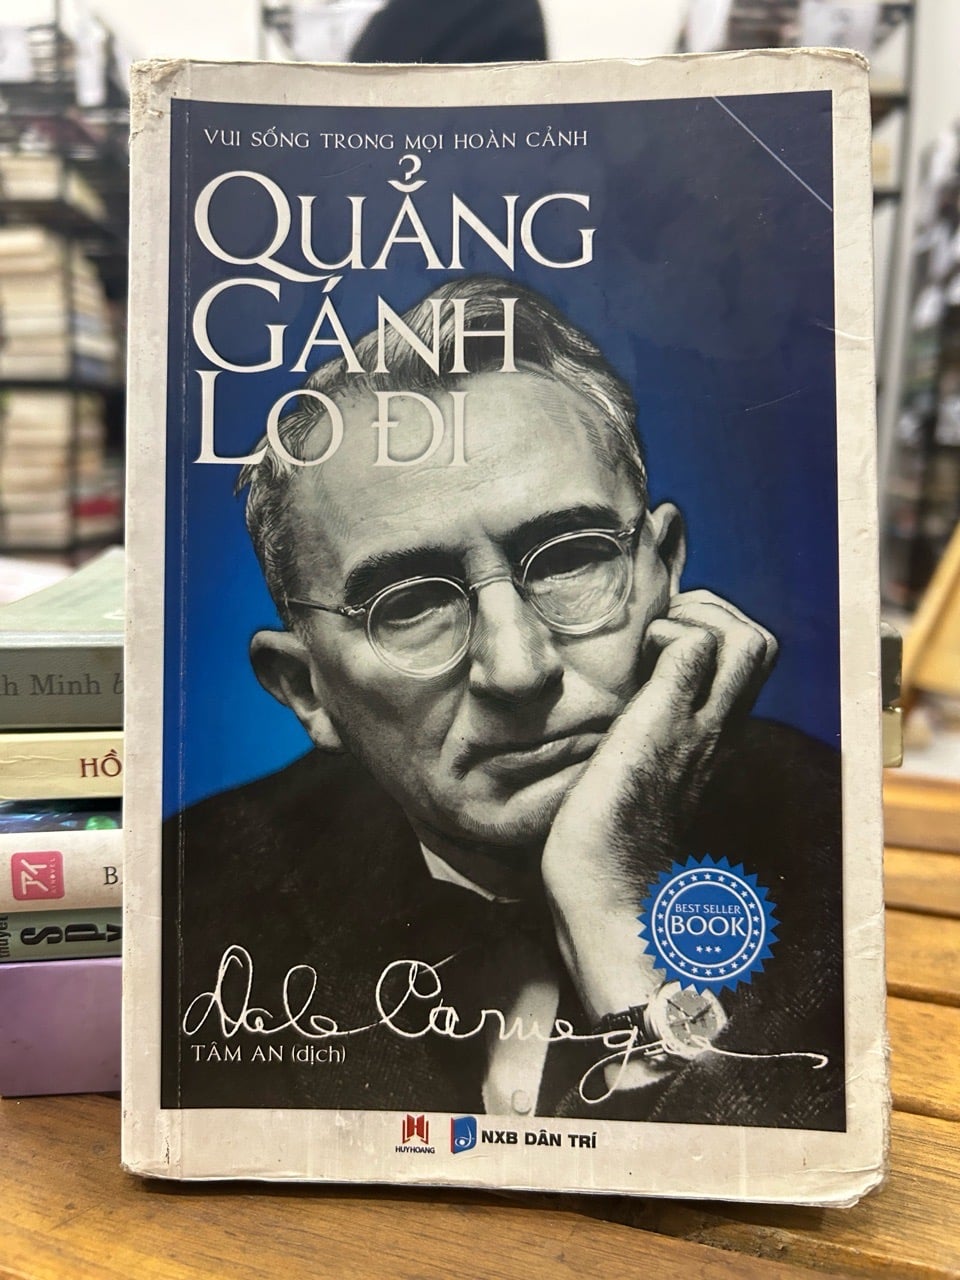 VUI SỐNG TRONG MỌI HOÀN CẢNH
QUẲNG
GÁNH
LO ĐI
BEST SELLER
BOOK
Dale Carnegie
TÂM AN (dịch)
HUYHOANG
NXB DÂN TRÍ
h Minh b
HỒ
B